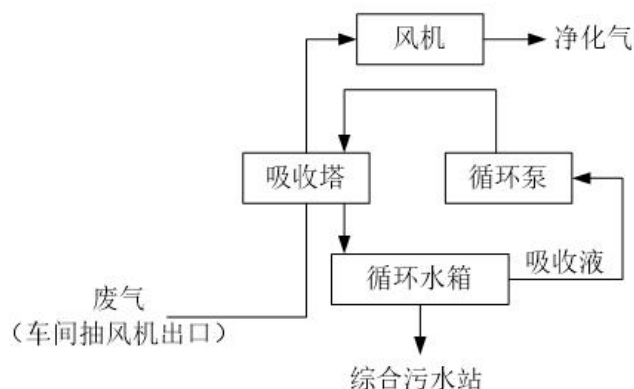 风机
净化气
吸收塔
循环泵
吸收液
循环水箱
废气
（车间抽风机出口）
综合污水站